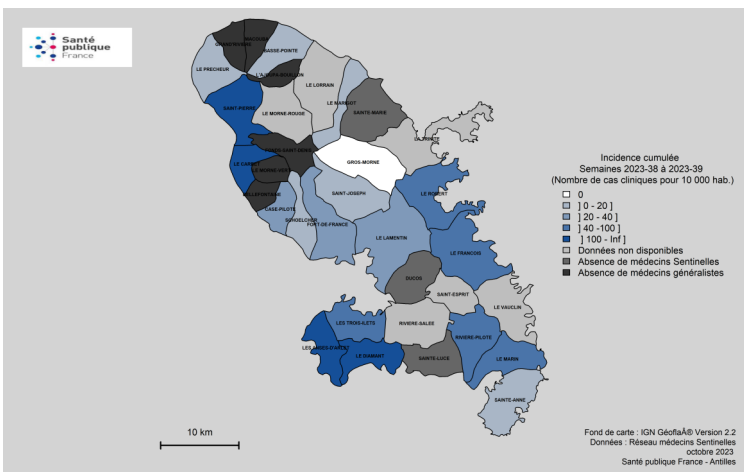 Santé
publique
France
MACOUBA
GRAND'RIVIERE
BASSE-POINTE
LE PRECHEUR
L'AJOUPA-BOUILLON
LE LORRAIN
LE MARIGOT
SAINT-PIERRE
SAINTE-MARIE
LE MORNE-ROUGE
LA TRINITE
FONDS-SAINT-DENIS
LE CARBET
GROS-MORNE
LE MORNE-VERT
BELLEFONTAINE
SAINT-JOSEPH
LE ROBERT
CASE-PILOTE
SCHOELCHER
FORT-DE-FRANCE
LE LAMENTIN
LE FRANCOIS
DUCOS
SAINT-ESPRIT
LE VAUCLIN
LES TROIS-ILETS
RIVIERE-SALEE
RIVIERE-PILOTE
LES ANSES-D'ARLET
LE DIAMANT
SAINTE-LUCE
LE MARIN
SAINTE-ANNE
Incidence cumulée
Semaines 2023-38 à 2023-39
(Nombre de cas cliniques pour 10 000 hab.)
0
] 0 - 20 ]
] 20 - 40 ]
] 40 -100 ]
] 100 - Inf ]
Données non disponibles
Absence de médecins Sentinelles
Absence de médecins généralistes
10 km
Fond de carte : IGN GéoflaÂ® Version 2.2
Données : Réseau médecins Sentinelles
octobre 2023
Santé publique France - Antilles